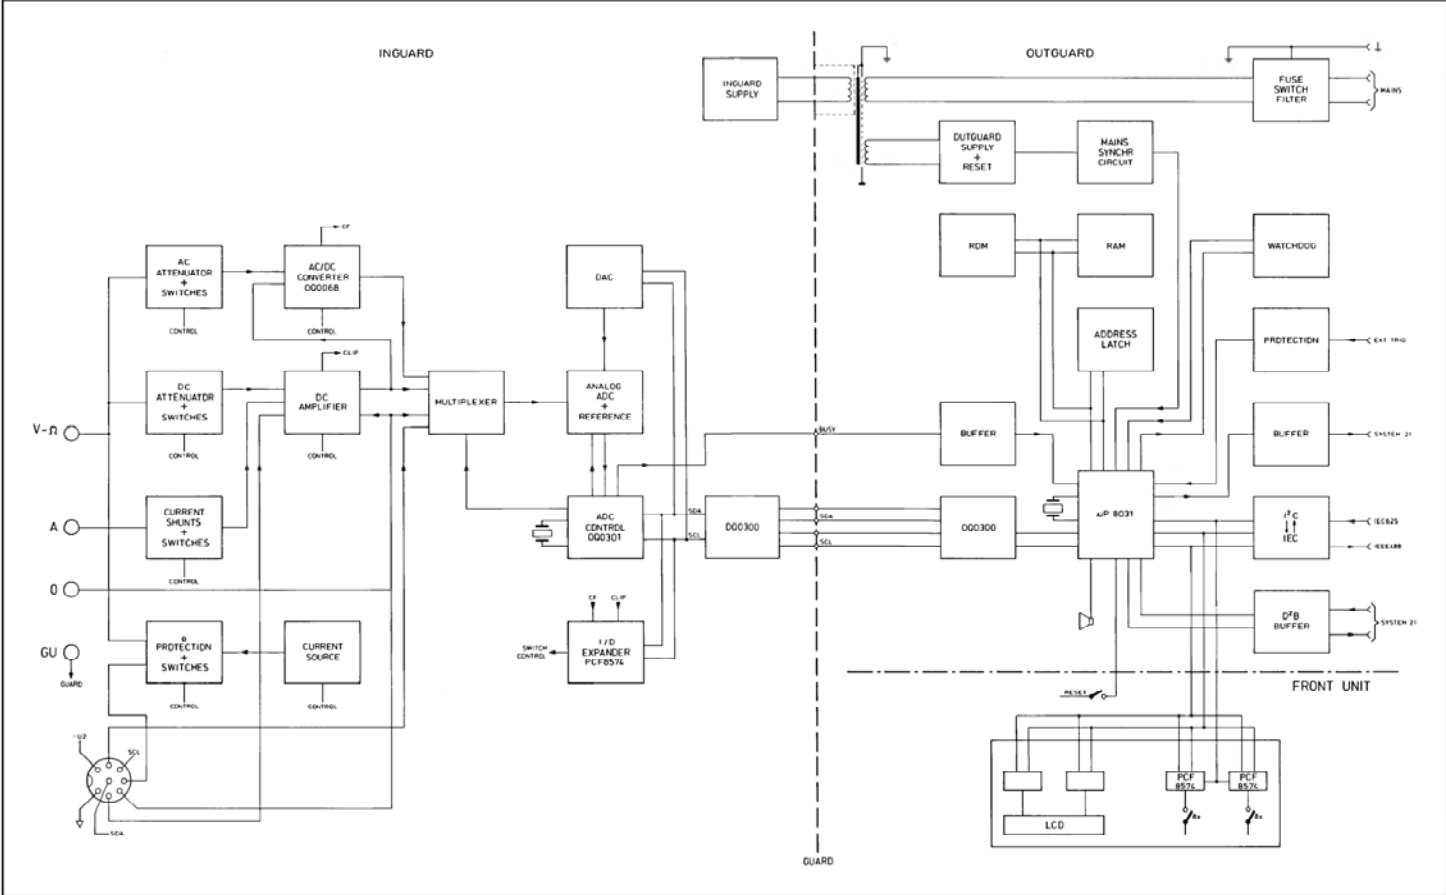 INGUARD
OUTGUARD
INGUARD
SUPPLY
FUSE
SWITCH
FILTER
MAINS
OUTGUARD
SUPPLY
+
RESET
MAINS
SYNCHR
CIRCUIT
ROM
RAM
WATCHDOG
CF
AC
ATTENUATOR
+
SWITCHES
AC/DC
CONVERTER
OQ0068
DAC
CONTROL
CONTROL
ADDRESS
LATCH
PROTECTION
EXT TRIG
CLIP
DC
ATTENUATOR
+
SWITCHES
DC
AMPLIFIER
MULTIPLEXER
ANALOG
ADC
+
REFERENCE
V-Ω
BUSY
BUFFER
BUFFER
SYSTEM 21
CONTROL
CONTROL
A
CURRENT
SHUNTS
+
SWITCHES
ADC
CONTROL
OQ0301
SDA
SCL
OQ0300
SDA
SCL
OQ0300
µP 8031
I²C
IEC
IEC625
IEEE488
CONTROL
0
CF
CLIP
D²B
BUFFER
SYSTEM 21
GU
GUARD
Ω
PROTECTION
+
SWITCHES
CURRENT
SOURCE
SWITCH
CONTROL
I/O
EXPANDER
PCF8574
CONTROL
CONTROL
FRONT UNIT
RESET
-U2
SCL
SDA
PCF
8574
PCF
8574
8x
8x
LCD
GUARD